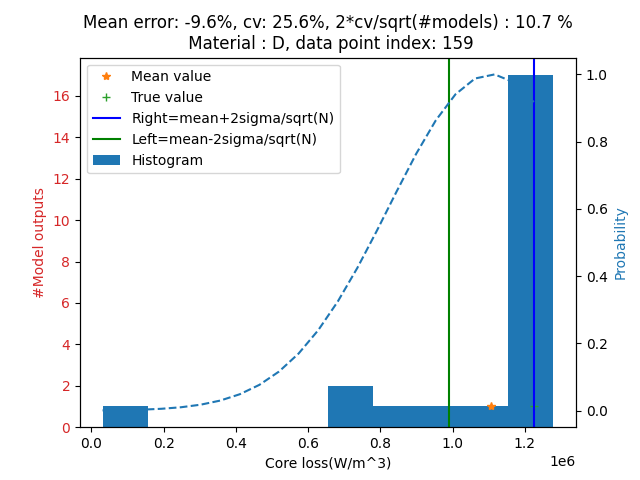 Mean error: -9.6%, cv: 25.6%, 2*cv/sqrt(#models) : 10.7 %
Material : D, data point index: 159
Mean value
True value
Right=mean+2sigma/sqrt(N)
Left=mean-2sigma/sqrt(N)
Histogram
#Model outputs
16
14
12
10
8
6
4
2
0
Probability
1.0
0.8
0.6
0.4
0.2
0.0
0.0 0.2 0.4 0.6 0.8 1.0 1.2
1e6
Core loss(W/m^3)